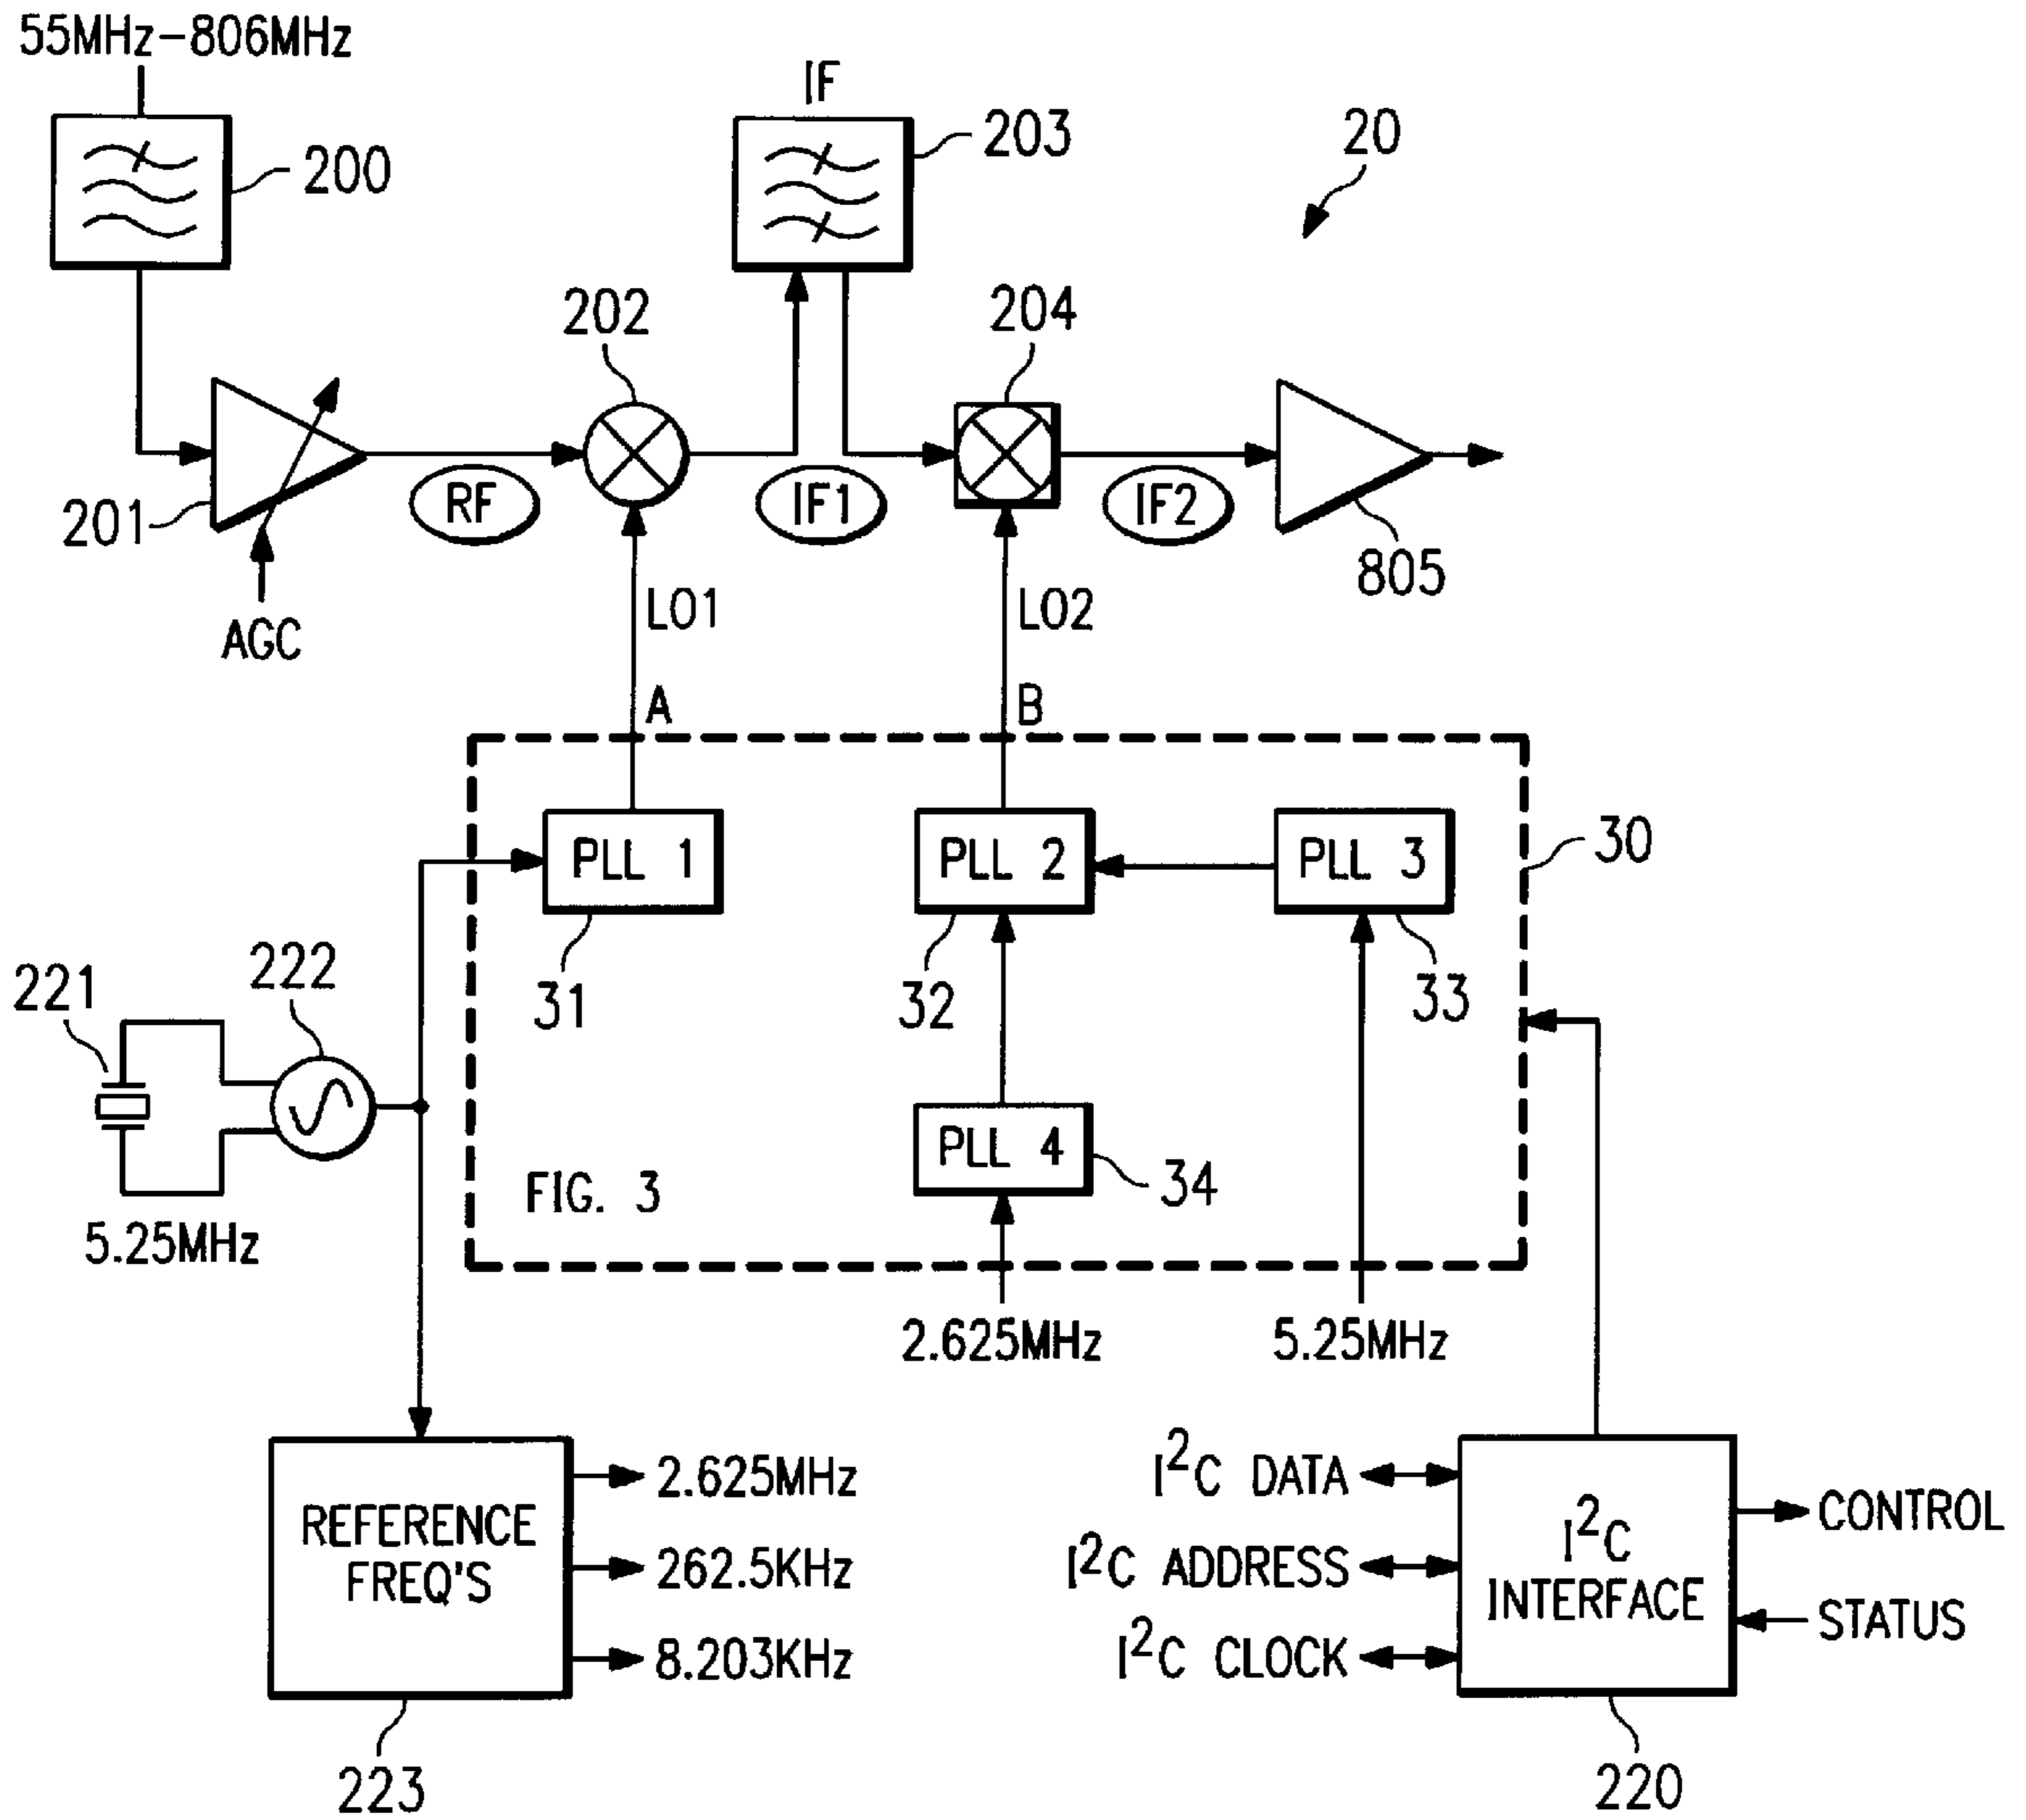 55MHz-806MHz
IF
200
203
20
202
204
201
RF
IF1
IF2
805
AGC
LO1
LO2
A
B
PLL 1
PLL 2
PLL 3
30
31
32
33
221
222
PLL 4
34
FIG. 3
5.25MHz
2.625MHz
5.25MHz
REFERENCE
FREQ'S
2.625MHz
262.5KHz
8.203KHz
I²C DATA
I²C ADDRESS
I²C CLOCK
I²C
INTERFACE
CONTROL
STATUS
223
220